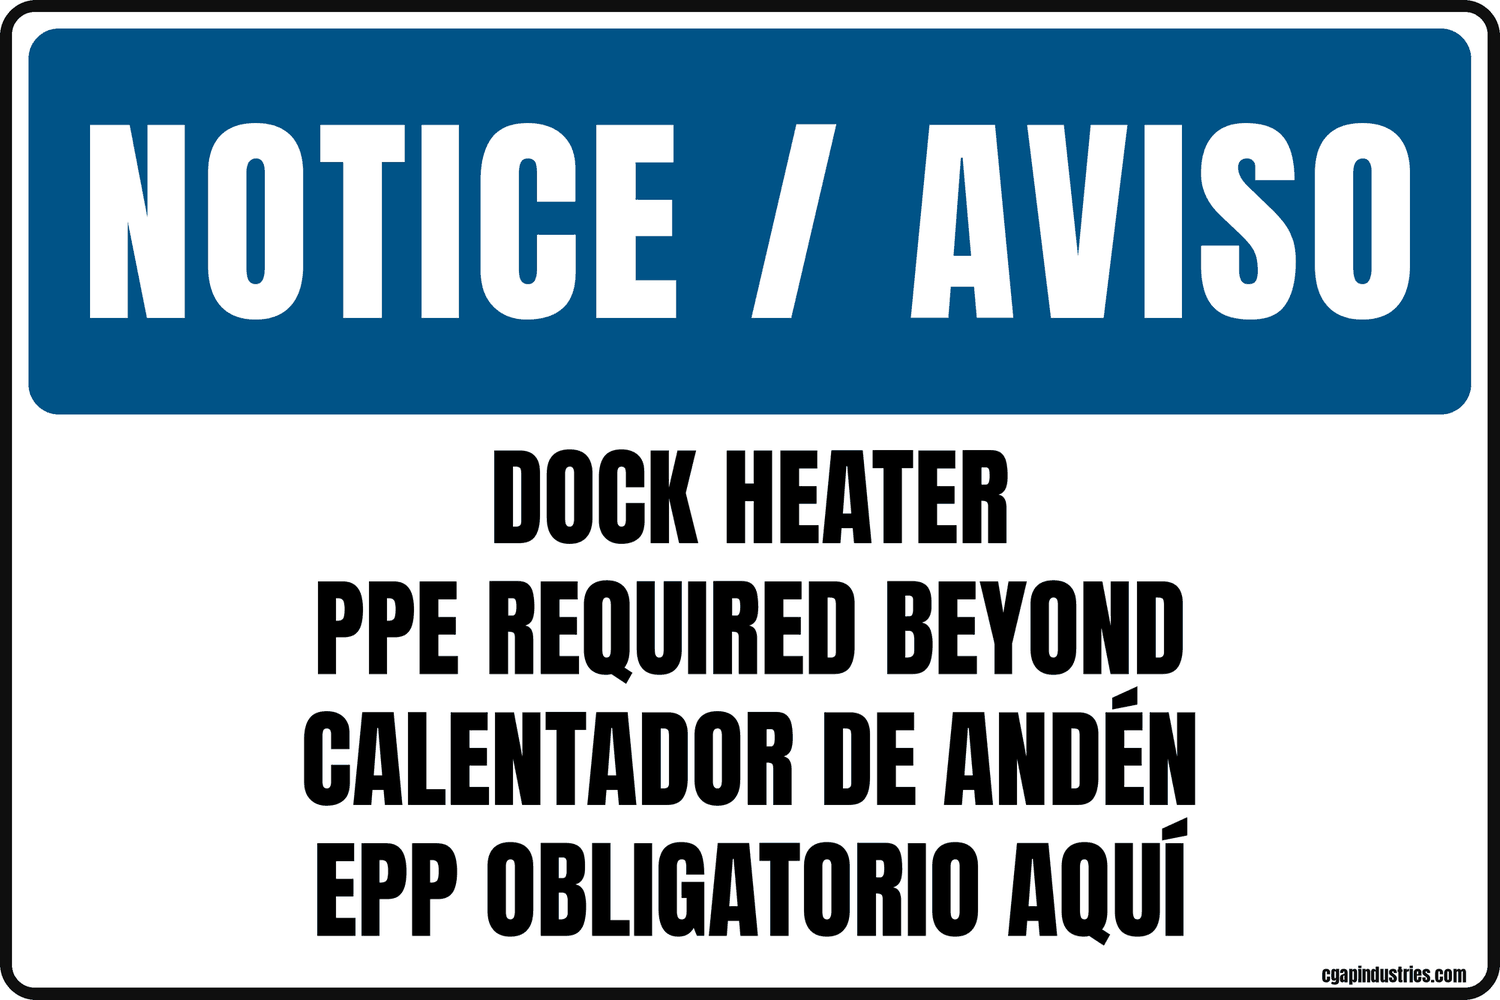 NOTICE / AVISO
DOCK HEATER
PPE REQUIRED BEYOND
CALENTADOR DE ANDÉN
EPP OBLIGATORIO AQUÍ
cgapindustries.com